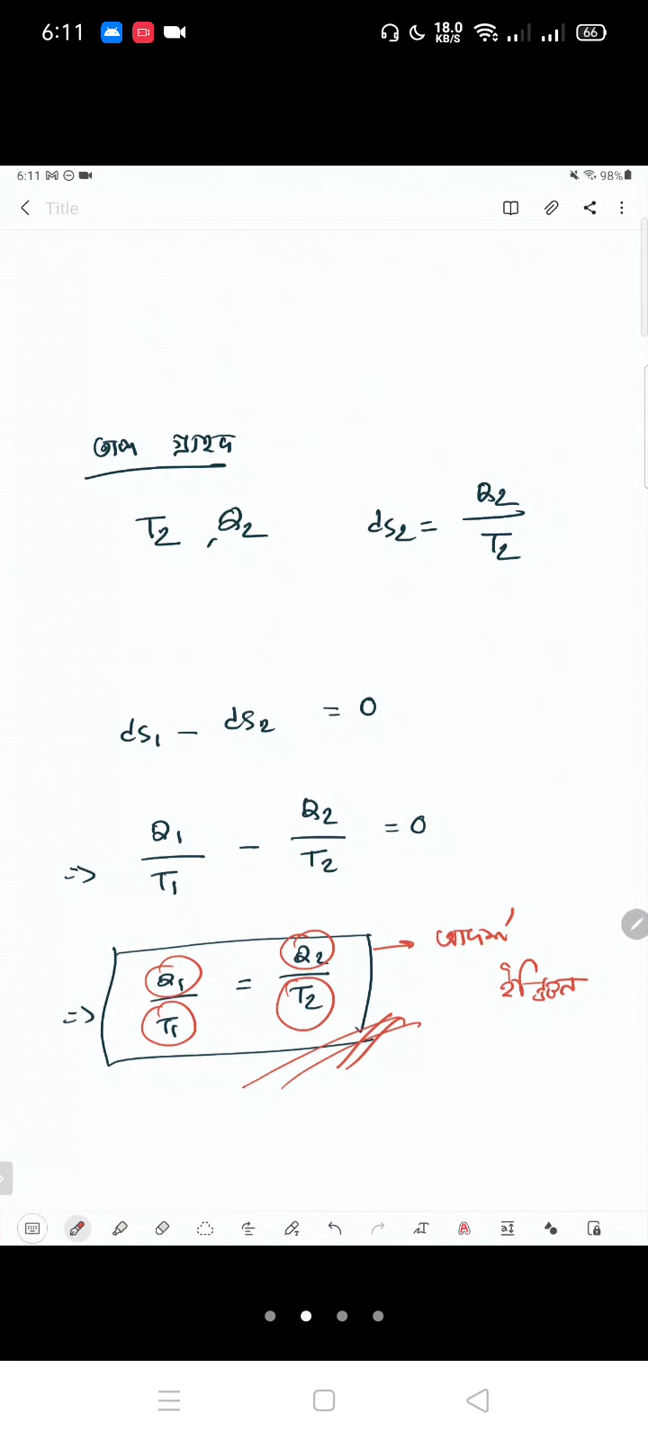 6:11 18.0 KB/S 66
6:11 98%
Title
তাপ গ্রাহক
T₂, Q₂ ds₂ = Q₂/T₂
ds₁ − ds₂ = 0
=> Q₁/T₁ − Q₂/T₂ = 0
=> Q₁/T₁ = Q₂/T₂ → আদর্শ
ইঞ্জিন